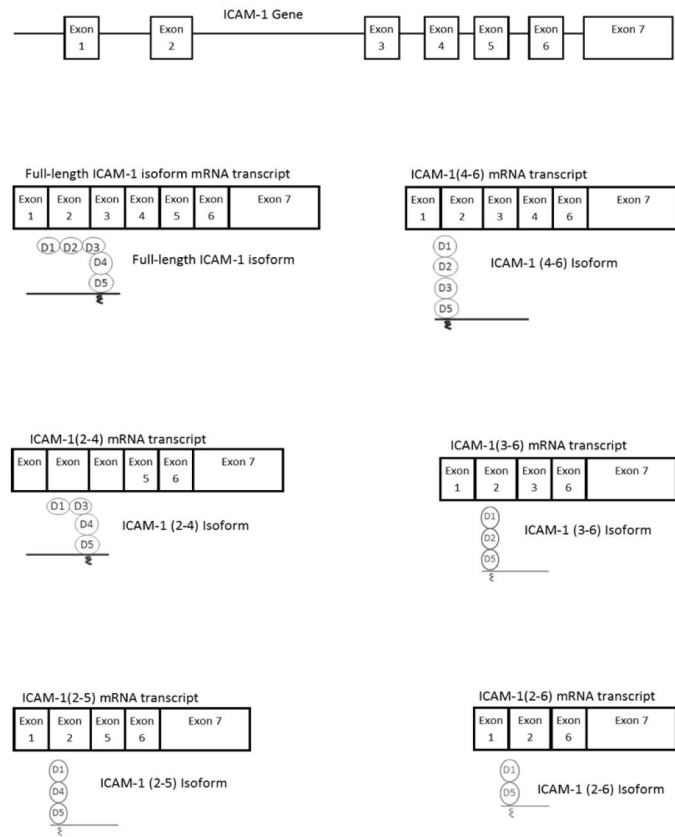 ICAM-1 Gene
Exon 1 Exon 2 Exon 3 Exon 4 Exon 5 Exon 6 Exon 7
Full-length ICAM-1 isoform mRNA transcript
Exon 1 Exon 2 Exon 3 Exon 4 Exon 5 Exon 6 Exon 7
D1 D2 D3
D4
D5
Full-length ICAM-1 isoform
ICAM-1(4-6) mRNA transcript
Exon 1 Exon 2 Exon 3 Exon 4 Exon 6 Exon 7
D1
D2
D3
D5
ICAM-1 (4-6) Isoform
ICAM-1(2-4) mRNA transcript
Exon Exon Exon Exon 5 Exon 6 Exon 7
D1 D3
D4
D5
ICAM-1 (2-4) Isoform
ICAM-1(3-6) mRNA transcript
Exon 1 Exon 2 Exon 3 Exon 6 Exon 7
D1
D2
D5
ICAM-1 (3-6) Isoform
ICAM-1(2-5) mRNA transcript
Exon 1 Exon 2 Exon 5 Exon 6 Exon 7
D1
D4
D5
ICAM-1 (2-5) Isoform
ICAM-1(2-6) mRNA transcript
Exon 1 Exon 2 Exon 6 Exon 7
D1
D5
ICAM-1 (2-6) Isoform